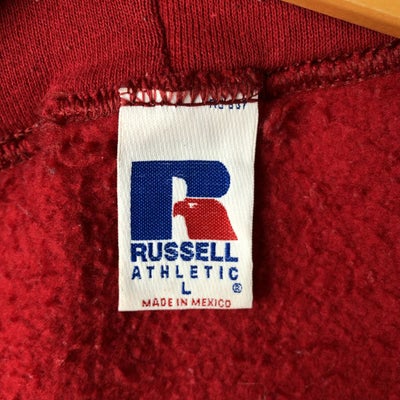 R
RUSSELL
ATHLETIC
L ®
MADE IN MEXICO